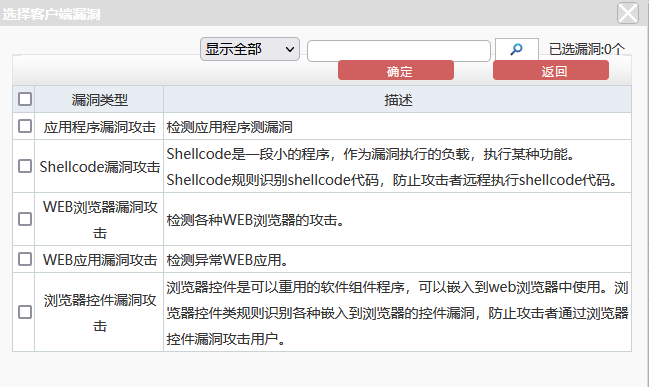 选择客户端漏洞
显示全部 已选漏洞:0个
确定 返回
漏洞类型 描述
应用程序漏洞攻击 检测应用程序测漏洞
Shellcode漏洞攻击 Shellcode是一段小的程序，作为漏洞执行的负载，执行某种功能。
Shellcode规则识别shellcode代码，防止攻击者远程执行shellcode代码。
WEB浏览器漏洞攻
击
检测各种WEB浏览器的攻击。
WEB应用漏洞攻击 检测异常WEB应用。
浏览器控件漏洞攻
击
浏览器控件是可以重用的软件组件程序，可以嵌入到web浏览器中使用。浏
览器控件类规则识别各种嵌入到浏览器的控件漏洞，防止攻击者通过浏览器
控件漏洞攻击用户。